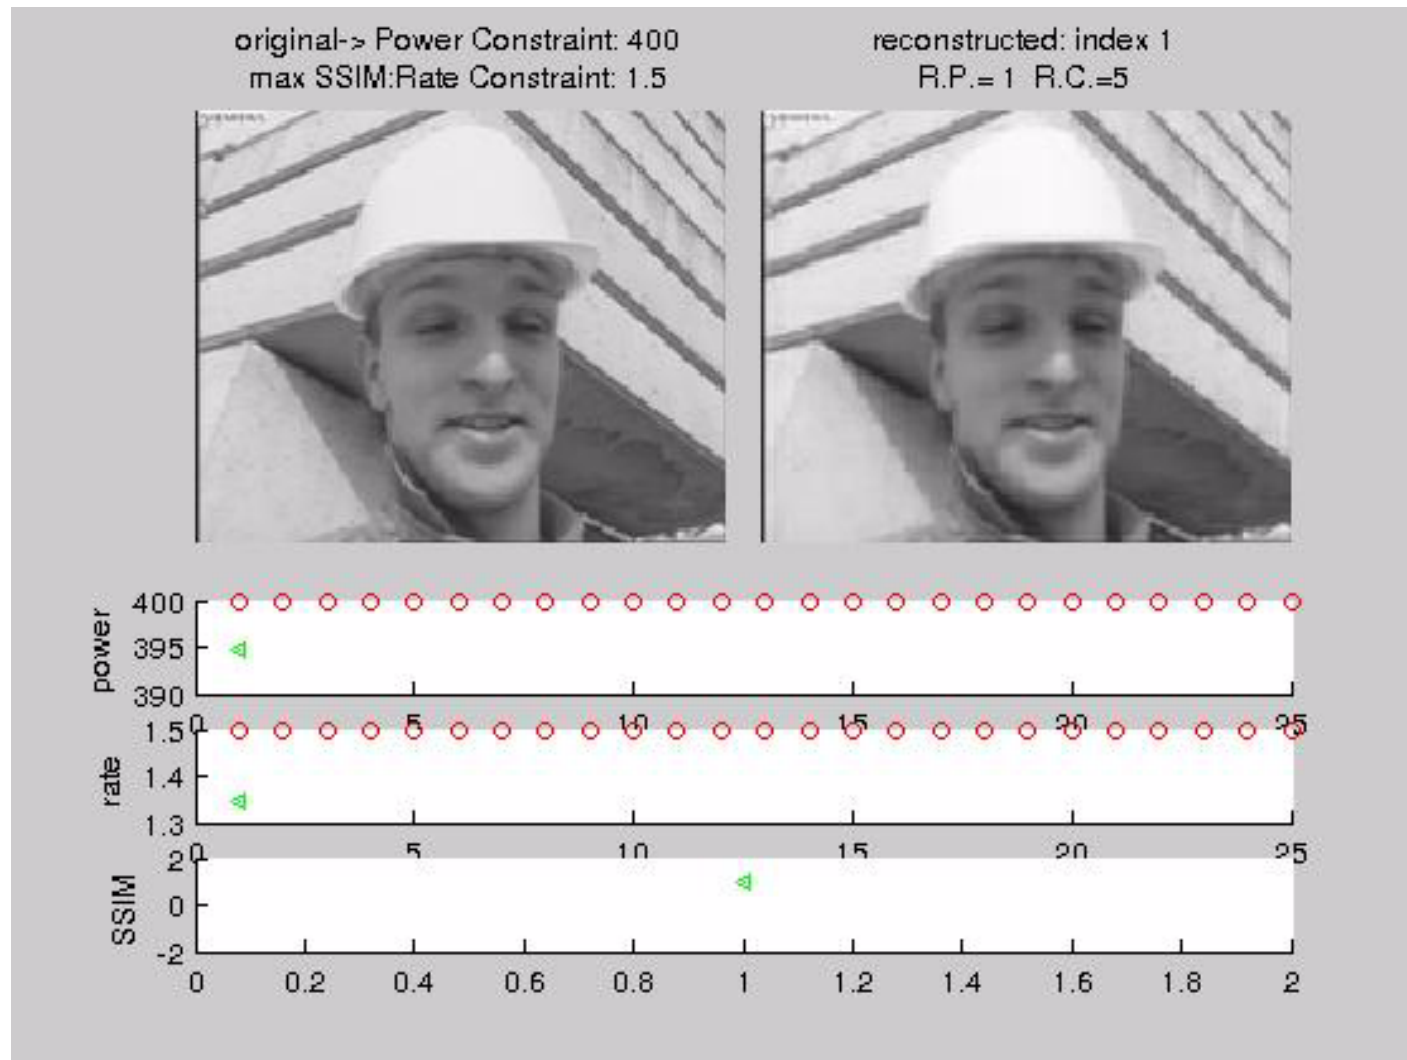 original-> Power Constraint: 400
max SSIM:Rate Constraint: 1.5
reconstructed: index 1
R.P.= 1 R.C.=5
power
400
395
390
0 5 10 15 20 25
rate
1.5
1.4
1.3
0 5 10 15 20 25
SSIM
2
0
-2
0 0.2 0.4 0.6 0.8 1 1.2 1.4 1.6 1.8 2